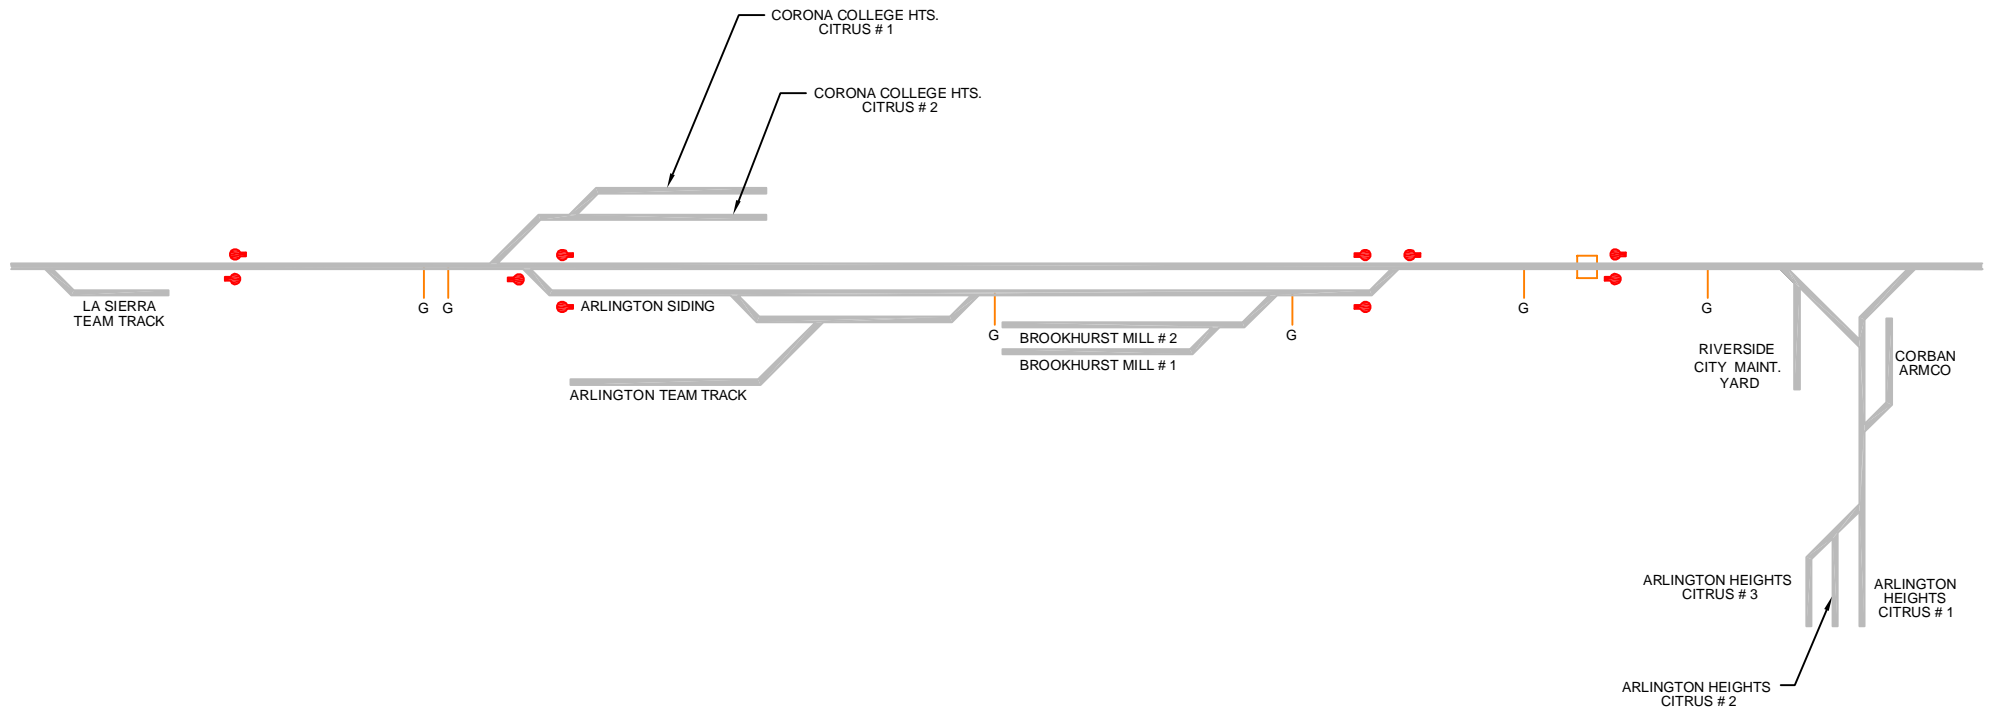 CORONA COLLEGE HTS.
CITRUS # 1
CORONA COLLEGE HTS.
CITRUS # 2
LA SIERRA
TEAM TRACK
G G
ARLINGTON SIDING
ARLINGTON TEAM TRACK
G
BROOKHURST MILL # 2
BROOKHURST MILL # 1
G
G
G
RIVERSIDE
CITY MAINT.
YARD
CORBAN
ARMCO
ARLINGTON HEIGHTS
CITRUS # 3
ARLINGTON
HEIGHTS
CITRUS # 1
ARLINGTON HEIGHTS
CITRUS # 2